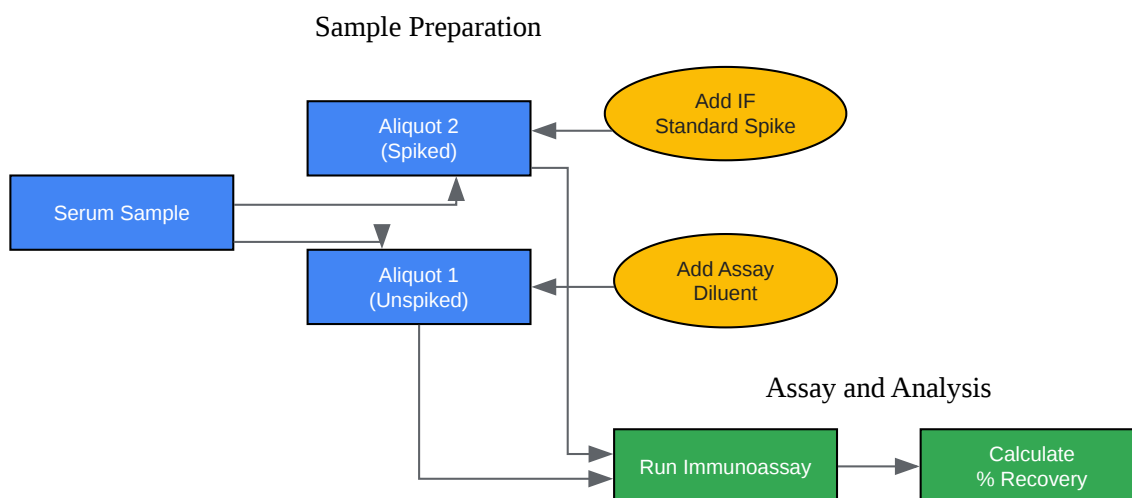 Sample Preparation
Add IF
Standard Spike
Aliquot 2
(Spiked)
Serum Sample
Aliquot 1
(Unspiked)
Add Assay
Diluent
Assay and Analysis
Run Immunoassay
Calculate
% Recovery